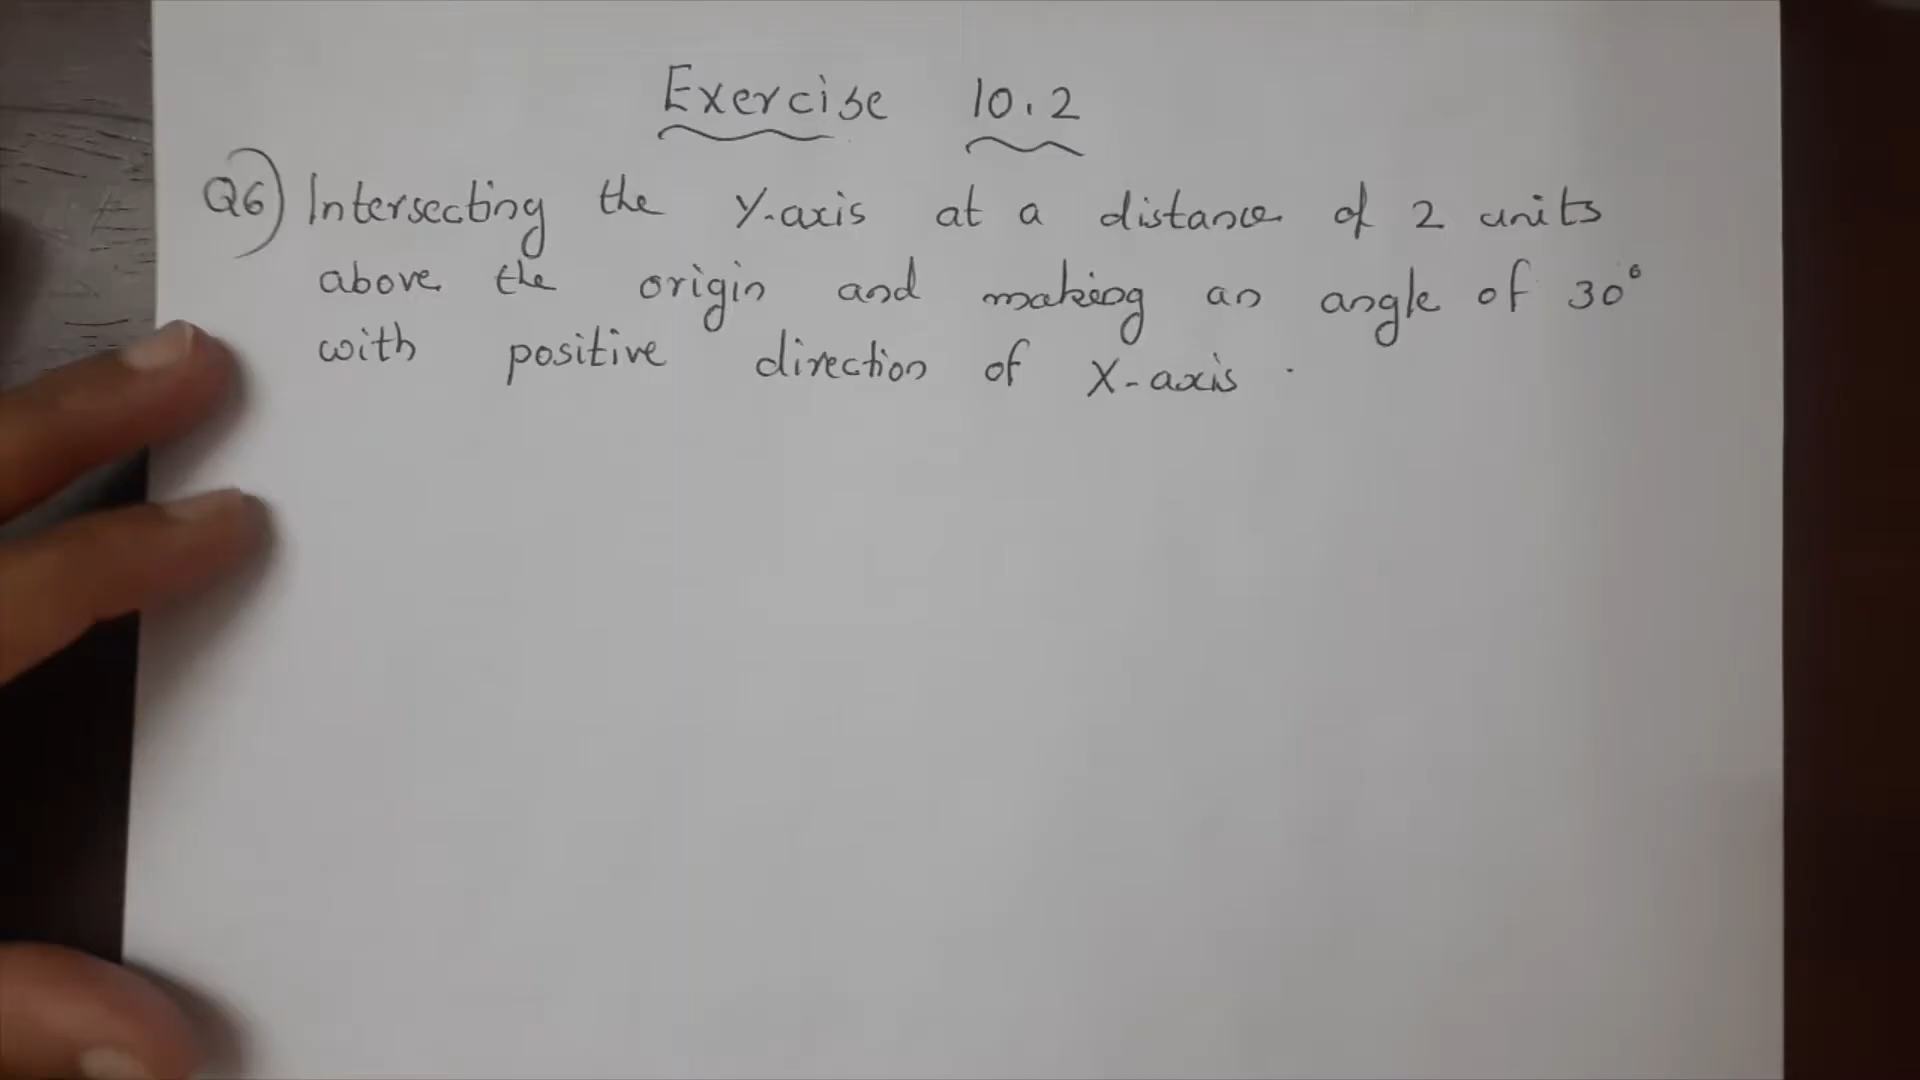 Exercise 10.2
Q6) Intersecting the Y-axis at a distance of 2 units
above the origin and making an angle of 30°
with positive direction of X-axis.